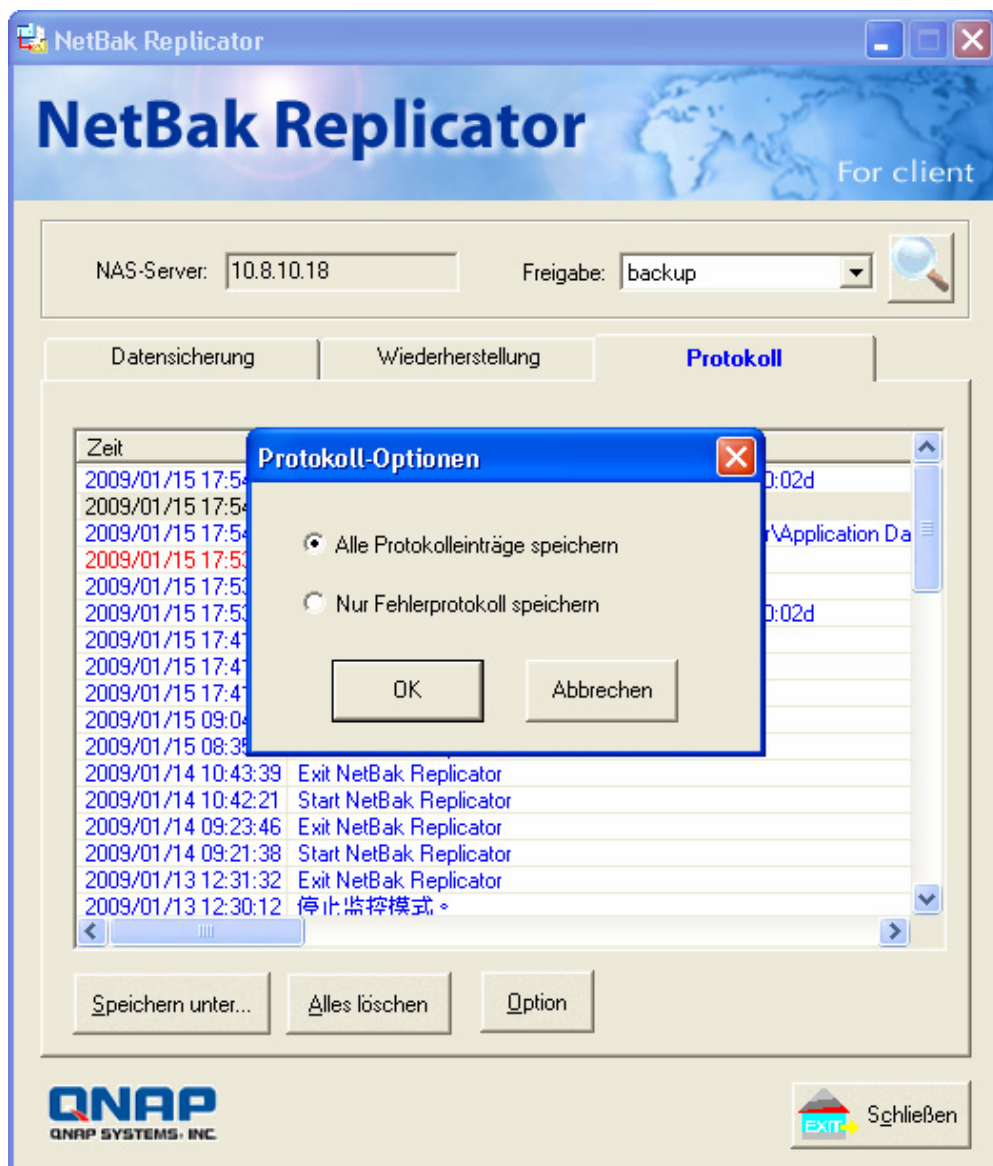 NetBak Replicator
NetBak Replicator
For client
NAS-Server: 10.8.10.18 Freigabe: backup
Datensicherung Wiederherstellung Protokoll
Zeit
Protokoll-Optionen
2009/01/15 17:54 0:02d
2009/01/15 17:54
2009/01/15 17:54 r\Application Da
Alle Protokolleinträge speichern
2009/01/15 17:53
2009/01/15 17:53
Nur Fehlerprotokoll speichern
2009/01/15 17:53 0:02d
2009/01/15 17:41
2009/01/15 17:41
2009/01/15 17:41
OK Abbrechen
2009/01/15 09:04
2009/01/15 08:35
2009/01/14 10:43:39 Exit NetBak Replicator
2009/01/14 10:42:21 Start NetBak Replicator
2009/01/14 09:23:46 Exit NetBak Replicator
2009/01/14 09:21:38 Start NetBak Replicator
2009/01/13 12:31:32 Exit NetBak Replicator
2009/01/13 12:30:12 停止监控模式。
Speichern unter... Alles löschen Option
QNAP
QNAP SYSTEMS, INC.
EXIT Schließen